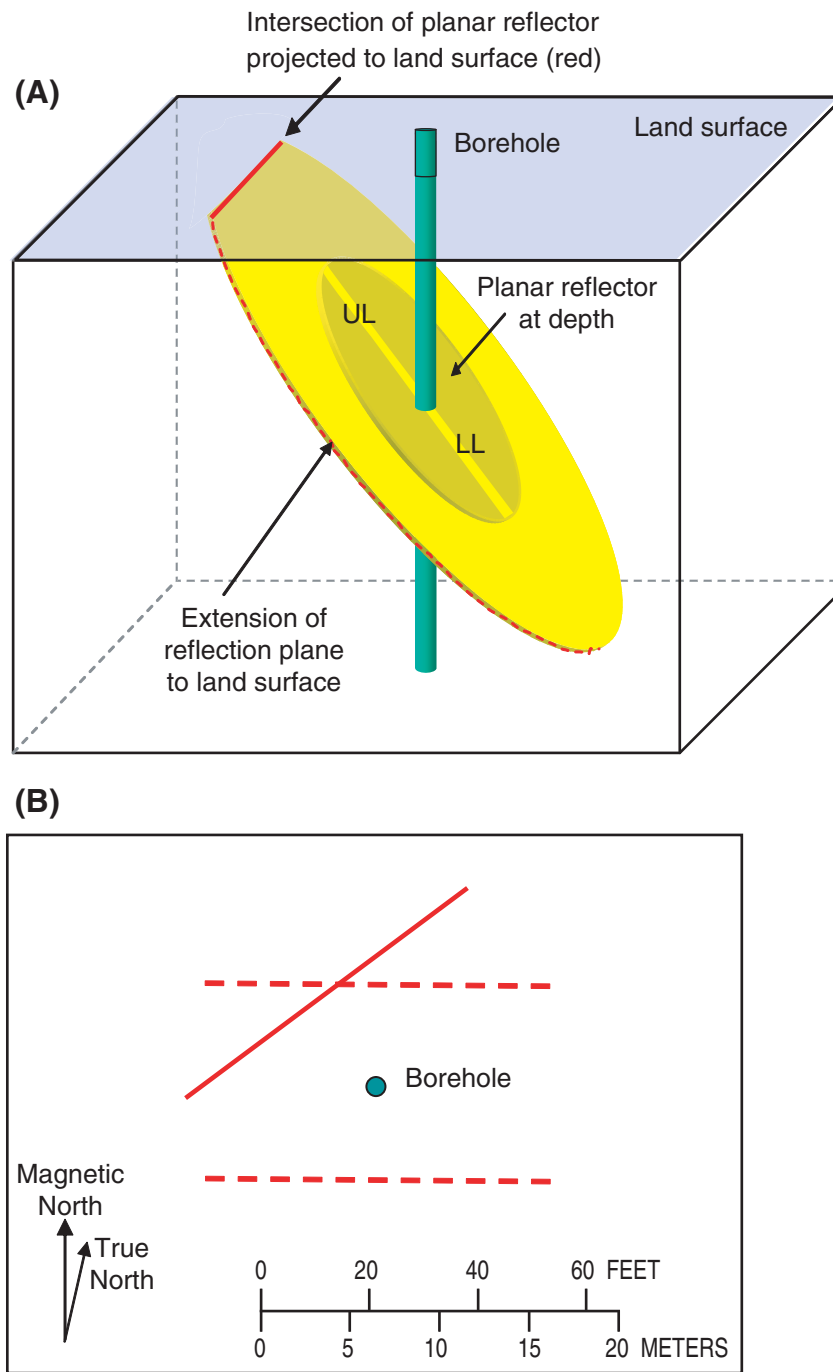 Intersection of planar reflector
projected to land surface (red)
(A)
Land surface
Borehole
Planar reflector
at depth
UL
LL
Extension of
reflection plane
to land surface
(B)
Borehole
Magnetic
North
True
North
0 20 40 60 FEET
0 5 10 15 20 METERS